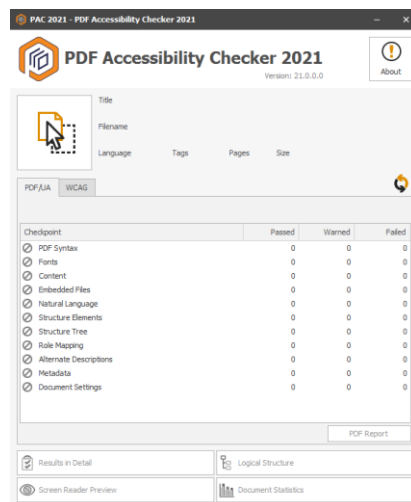 PAC 2021 - PDF Accessibility Checker 2021
PDF Accessibility Checker 2021
Version: 21.0.0.0
About
Title
Filename
Language Tags Pages Size
PDF/UA WCAG
Checkpoint Passed Warned Failed
PDF Syntax 0 0 0
Fonts 0 0 0
Content 0 0 0
Embedded Files 0 0 0
Natural Language 0 0 0
Structure Elements 0 0 0
Structure Tree 0 0 0
Role Mapping 0 0 0
Alternate Descriptions 0 0 0
Metadata 0 0 0
Document Settings 0 0 0
PDF Report
Results in Detail Logical Structure
Screen Reader Preview Document Statistics